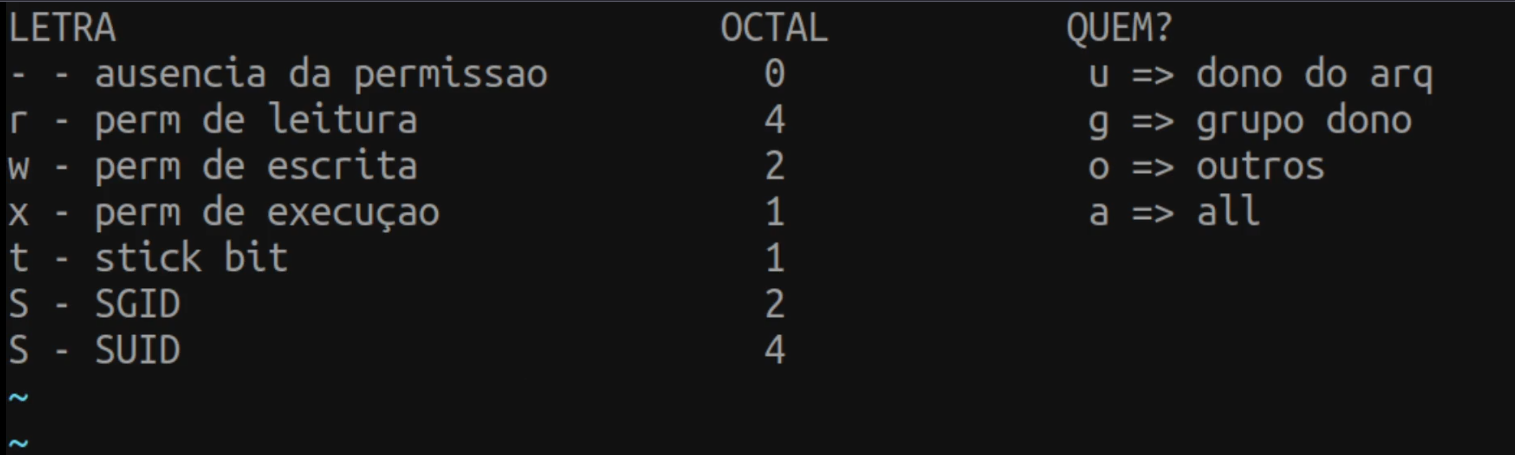 LETRA OCTAL QUEM?
- - ausencia da permissao 0 u => dono do arq
r - perm de leitura 4 g => grupo dono
w - perm de escrita 2 o => outros
x - perm de execuçao 1 a => all
t - stick bit 1
S - SGID 2
S - SUID 4
~
~